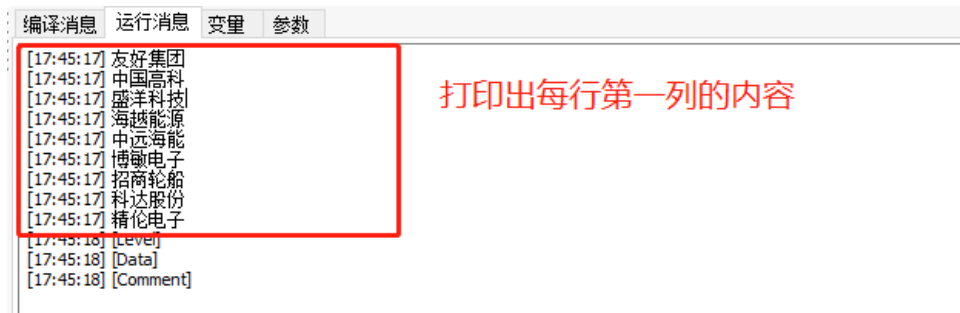 编译消息 运行消息 变量 参数
[17:45:17] 友好集团
[17:45:17] 中国高科
[17:45:17] 盛洋科技
[17:45:17] 海越能源
[17:45:17] 中远海能
[17:45:17] 博敏电子
[17:45:17] 招商轮船
[17:45:17] 科达股份
[17:45:17] 精伦电子
[17:45:18] [Level]
[17:45:18] [Data]
[17:45:18] [Comment]
打印出每行第一列的内容